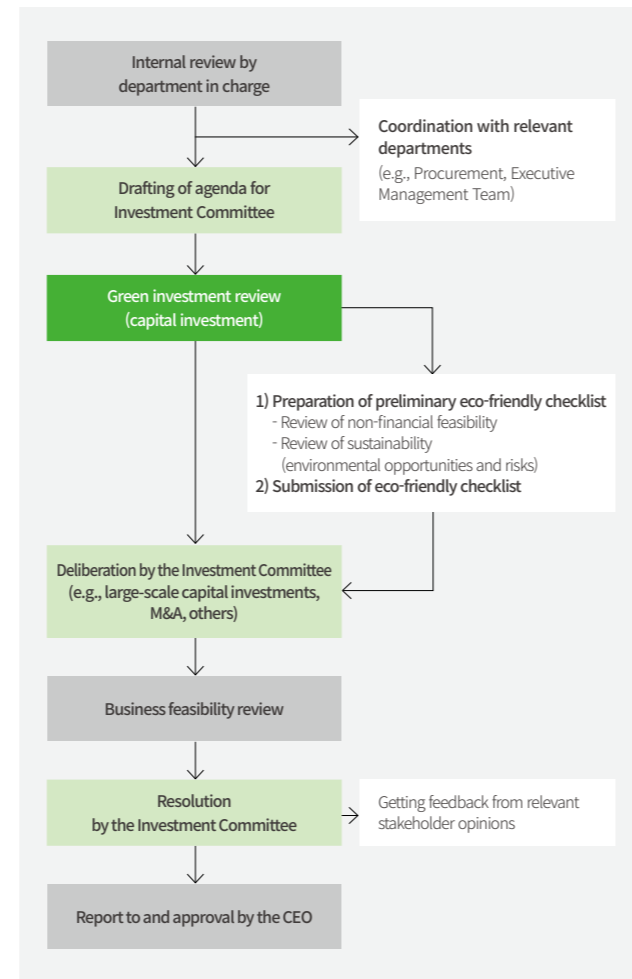 Internal review by
department in charge
Coordination with relevant
departments
(e.g., Procurement, Executive
Management Team)
Drafting of agenda for
Investment Committee
Green investment review
(capital investment)
1) Preparation of preliminary eco-friendly checklist
- Review of non-financial feasibility
- Review of sustainability
(environmental opportunities and risks)
2) Submission of eco-friendly checklist
Deliberation by the Investment Committee
(e.g., large-scale capital investments,
M&A, others)
Business feasibility review
Resolution
by the Investment Committee
Getting feedback from relevant
stakeholder opinions
Report to and approval by the CEO